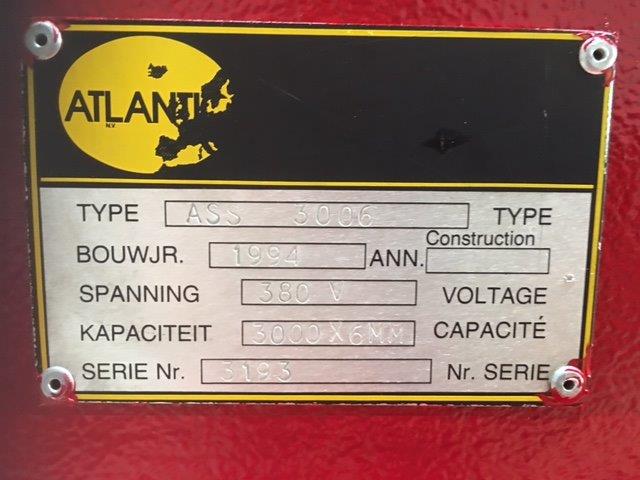 ATLANTI
N.V.
TYPE ASS 3006 TYPE
BOUWJR. 1994 ANN. Construction
SPANNING 380 V VOLTAGE
KAPACITEIT 3000X6MM CAPACITÉ
SERIE Nr. 3193 Nr. SERIE